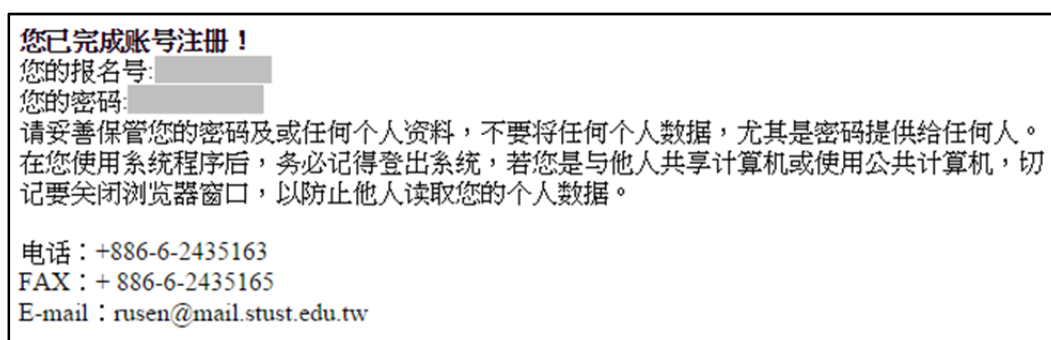 您已完成账号注册！
您的报名号:
您的密码:
请妥善保管您的密码及或任何个人资料，不要将任何个人数据，尤其是密码提供给任何人。
在您使用系统程序后，务必记得登出系统，若您是与他人共享计算机或使用公共计算机，切
记要关闭浏览器窗口，以防止他人读取您的个人数据。
电话：+886-6-2435163
FAX：+ 886-6-2435165
E-mail：rusen@mail.stust.edu.tw